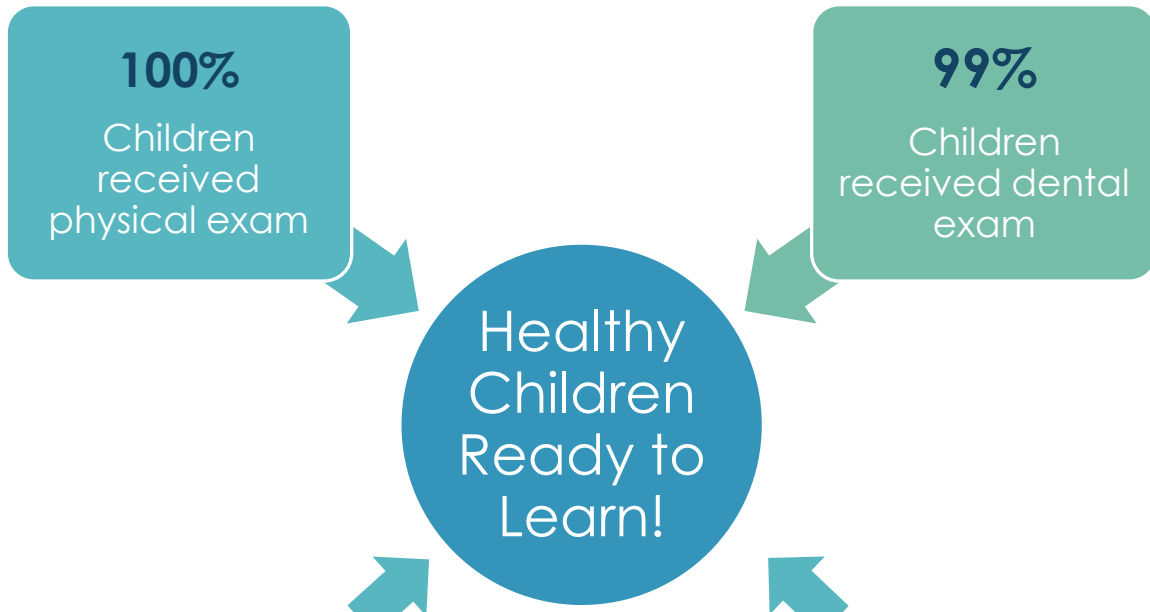 100%
Children
received
physical exam
99%
Children
received dental
exam
Healthy
Children
Ready to
Learn!